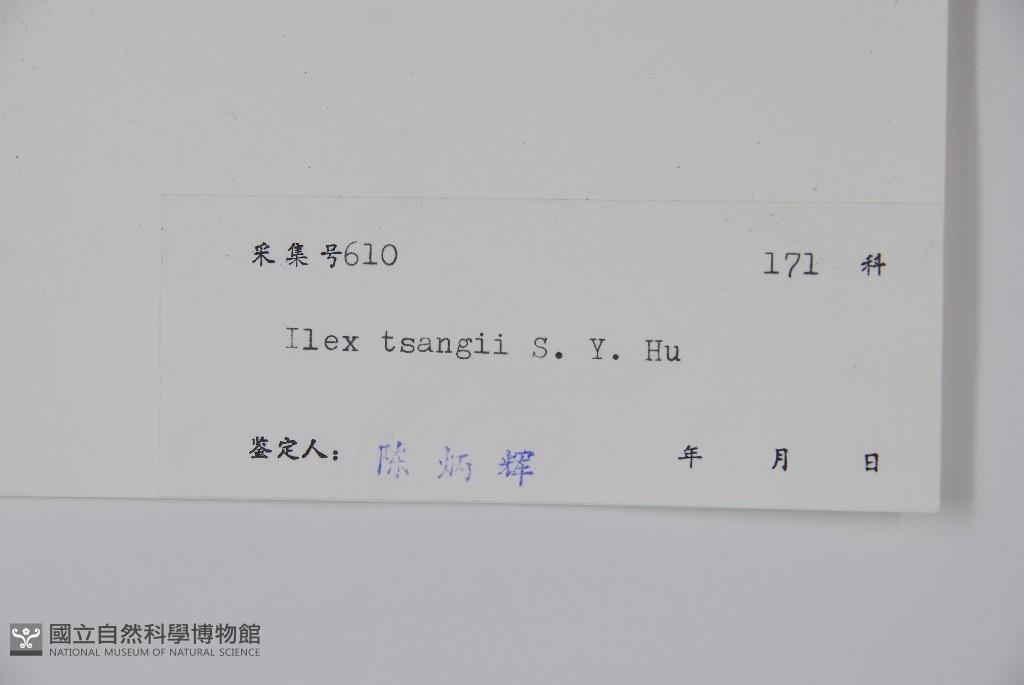 采集号610 171 科
Ilex tsangii S. Y. Hu
鉴定人: 陈炳辉 年 月 日
國立自然科學博物館
NATIONAL MUSEUM OF NATURAL SCIENCE